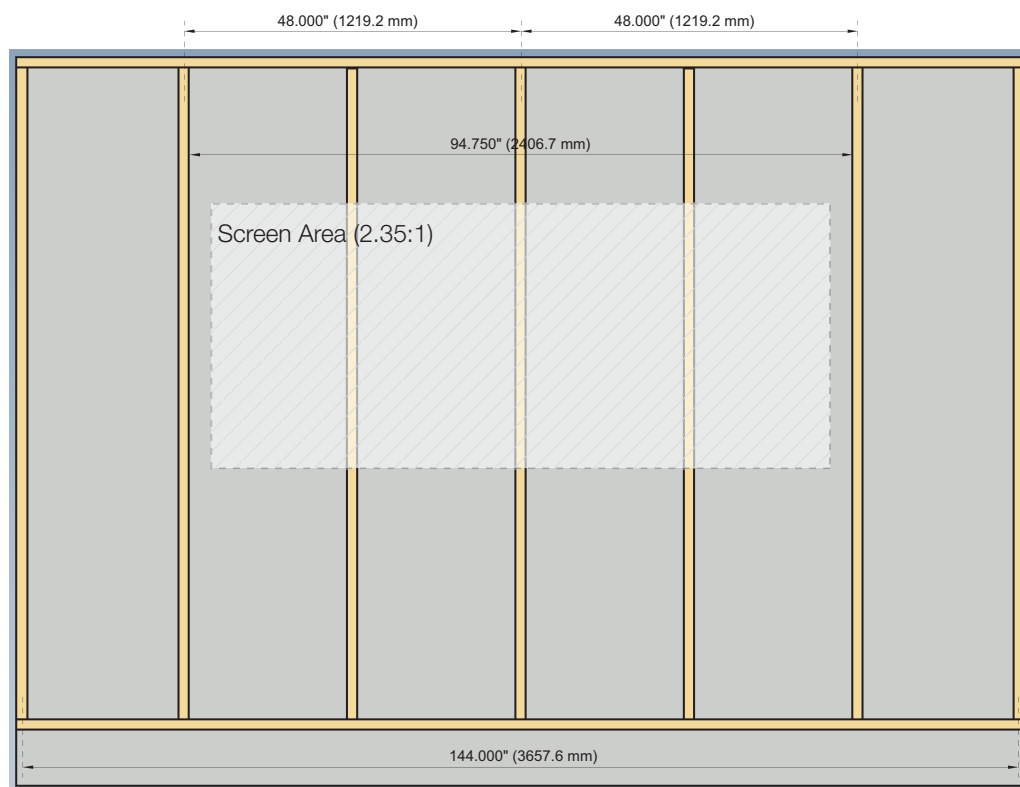 48.000" (1219.2 mm) 48.000" (1219.2 mm)
94.750" (2406.7 mm)
Screen Area (2.35:1)
144.000" (3657.6 mm)